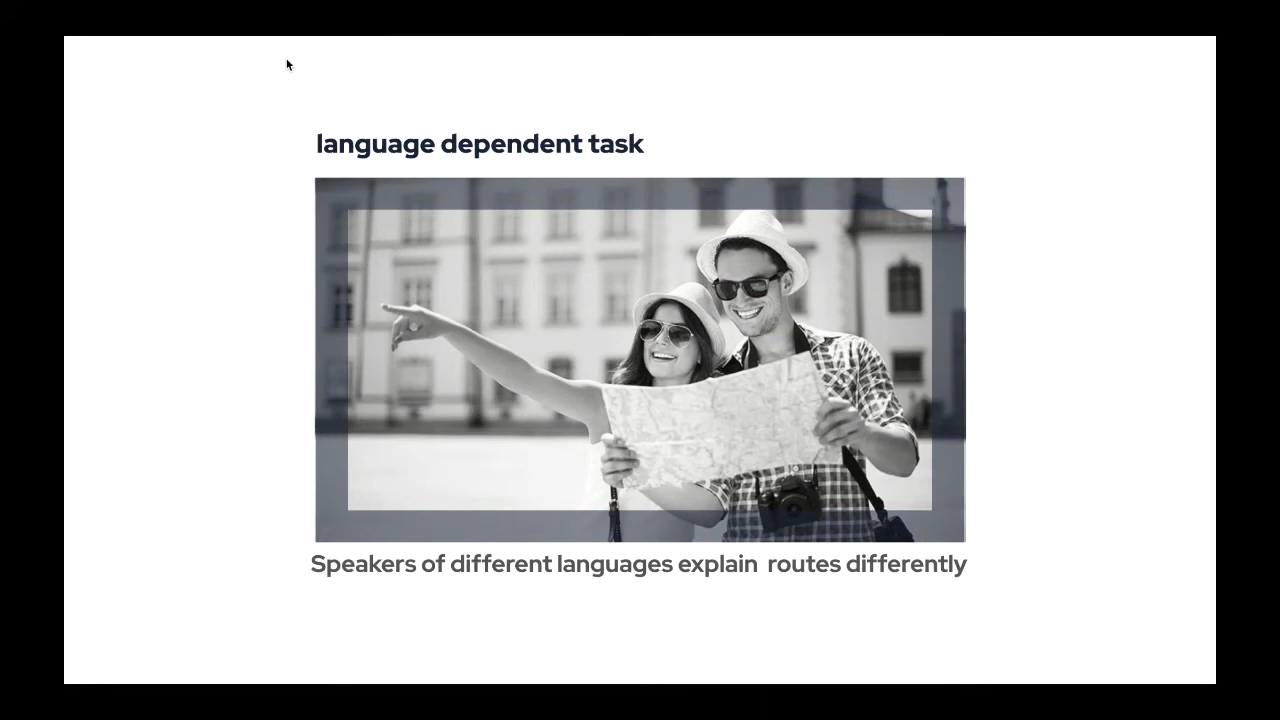 language dependent task
Speakers of different languages explain routes differently